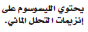 يحتوي الليسوسوم على
إنزيمات التحلل المائي.